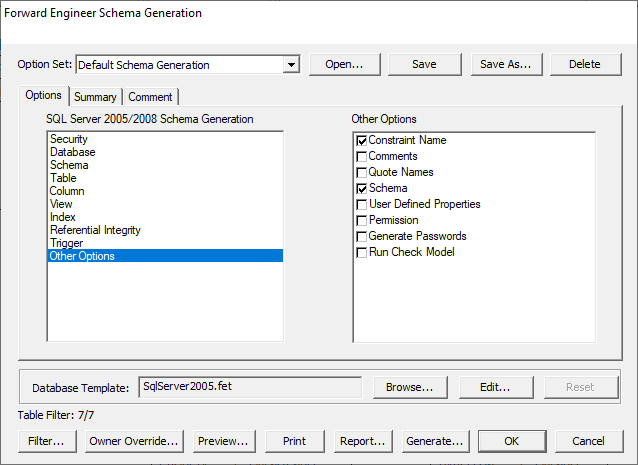 Forward Engineer Schema Generation
Option Set: Default Schema Generation Open... Save Save As... Delete
Options Summary Comment
SQL Server 2005/2008 Schema Generation
Security
Database
Schema
Table
Column
View
Index
Referential Integrity
Trigger
Other Options
Other Options
Constraint Name
Comments
Quote Names
Schema
User Defined Properties
Permission
Generate Passwords
Run Check Model
Database Template: SqlServer2005.fet Browse... Edit... Reset
Table Filter: 7/7
Filter... Owner Override... Preview... Print Report... Generate... OK Cancel